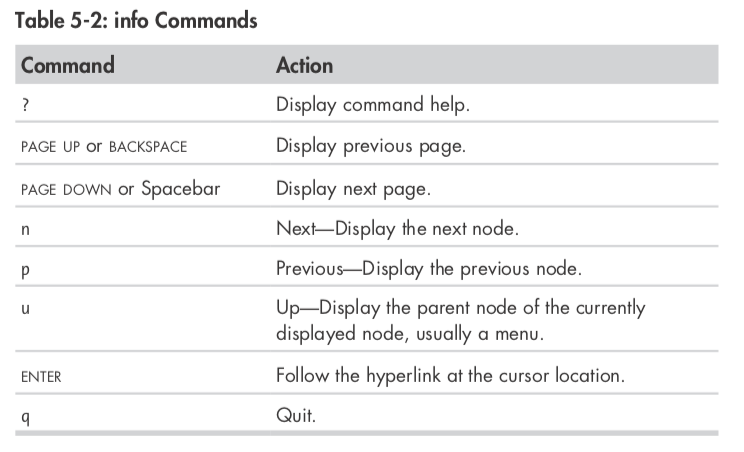 Table 5-2: info Commands
Command Action
? Display command help.
PAGE UP or BACKSPACE Display previous page.
PAGE DOWN or Spacebar Display next page.
n Next—Display the next node.
p Previous—Display the previous node.
u Up—Display the parent node of the currently
displayed node, usually a menu.
ENTER Follow the hyperlink at the cursor location.
q Quit.